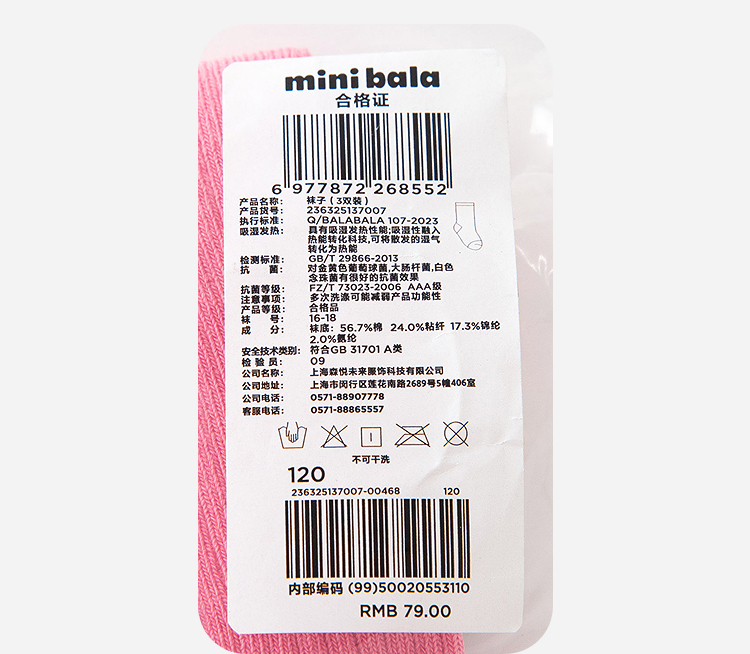 mini bala
合格证
6 977872 268552
产品名称： 袜子（3双装）
产品货号： 236325137007
执行标准： Q/BALABALA 107-2023
吸湿发热： 具有吸湿发热性能;吸湿性融入
热能转化科技,可将散发的湿气
转化为热能
检测标准： GB/T 29866-2013
抗 菌： 对金黄色葡萄球菌,大肠杆菌,白色
念珠菌有很好的抗菌效果
抗菌等级： FZ/T 73023-2006 AAA级
注意事项： 多次洗涤可能减弱产品功能性
产品等级： 合格品
袜 号： 16-18
成 分： 袜底：56.7%棉 24.0%粘纤 17.3%锦纶
2.0%氨纶
安全技术类别： 符合GB 31701 A类
检 验 员： 09
公司名称： 上海森悦未来服饰科技有限公司
公司地址： 上海市闵行区莲花南路2689号5幢406室
公司电话： 0571-88907778
客服电话： 0571-88865557
不可干洗
120
236325137007-00468 120
内部编码 (99)50020553110
RMB 79.00